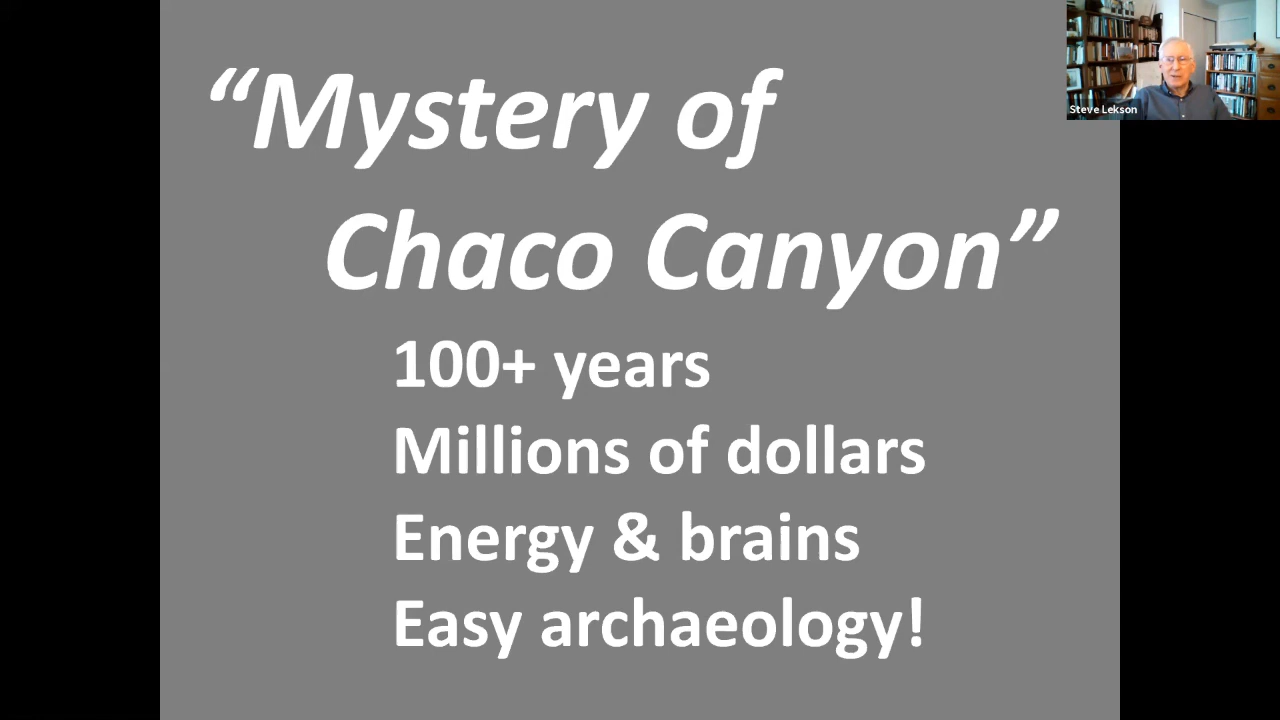 “Mystery of
Chaco Canyon”
100+ years
Millions of dollars
Energy & brains
Easy archaeology!
Steve Lekson